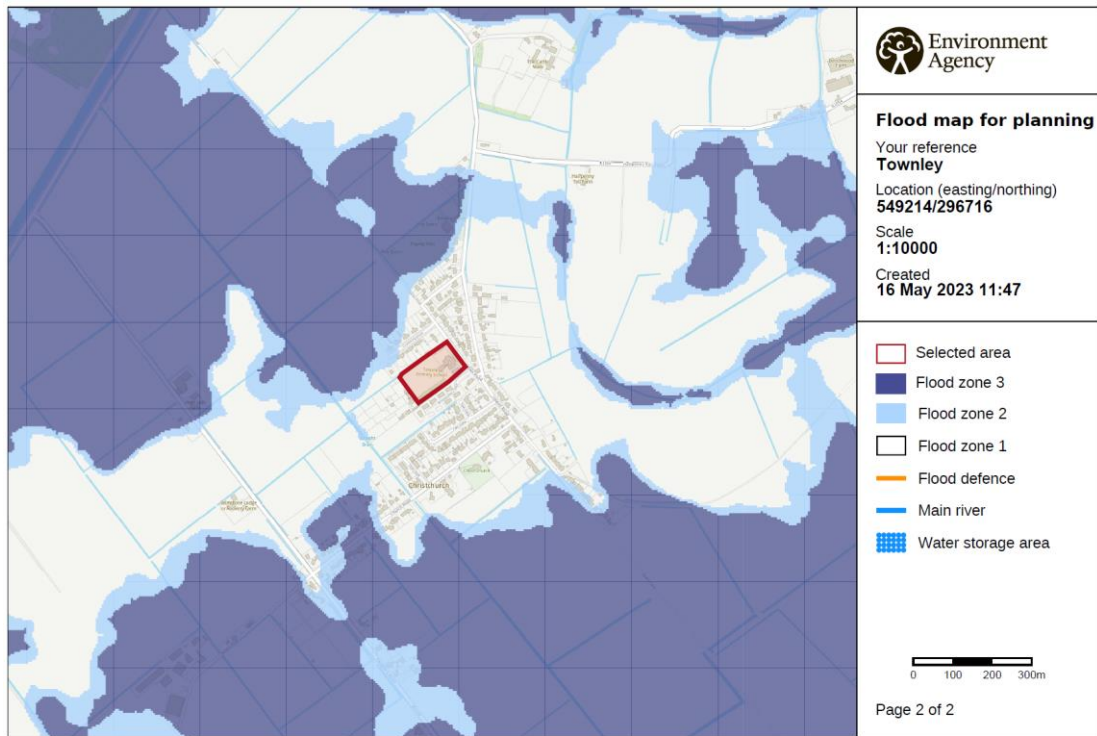 Environment
Agency
Flood map for planning
Your reference
Townley
Location (easting/northing)
549214/296716
Scale
1:10000
Created
16 May 2023 11:47
Selected area
Flood zone 3
Flood zone 2
Flood zone 1
Flood defence
Main river
Water storage area
0 100 200 300m
Page 2 of 2
Christchurch